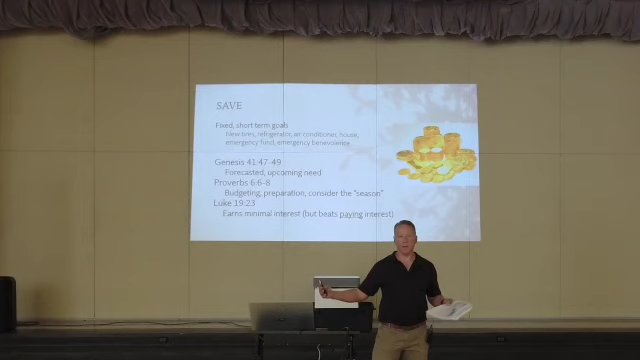 SAVE
Fixed, short term goals
New tires, refrigerator, air conditioner, house,
emergency fund, emergency benevolence
Genesis 41:47-49
Forecasted, upcoming need
Proverbs 6:6-8
Budgeting, preparation, consider the "season"
Luke 19:23
Earns minimal interest (but beats paying interest)